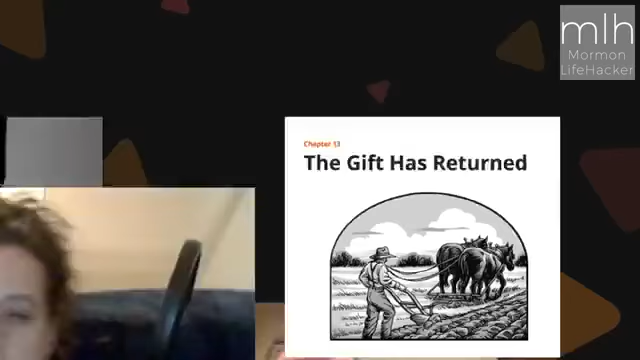 mlh
Mormon
LifeHacker
Chapter 13
The Gift Has Returned